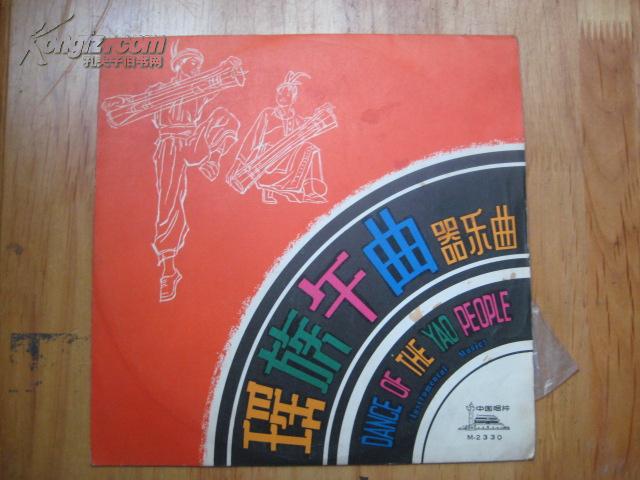 Kongfz.com
孔夫子旧书网
瑶族午曲
器乐曲
DANCE OF THE YAO PEOPLE
(Instrumental Music)
中国唱片
M-2330